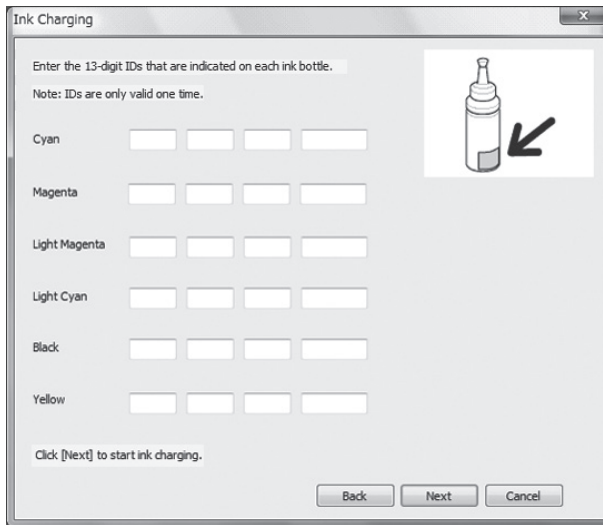 Ink Charging
X
Enter the 13-digit IDs that are indicated on each ink bottle.
Note: IDs are only valid one time.
Cyan
Magenta
Light Magenta
Light Cyan
Black
Yellow
Click [Next] to start ink charging.
Back Next Cancel